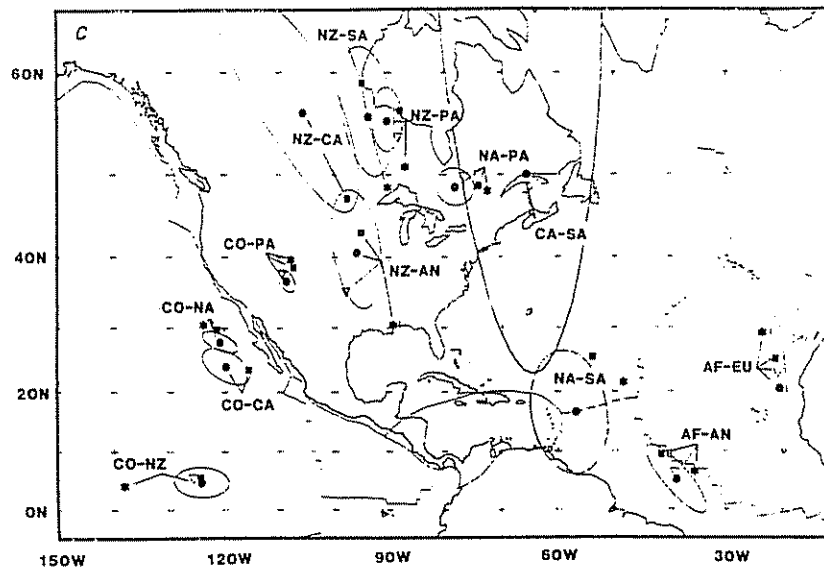 C
NZ-SA
60N
NZ-PA
NZ-CA
NA-PA
CA-SA
CO-PA
40N
NZ-AN
CO-NA
NA-SA
AF-EU
20N
CO-CA
AF-AN
CO-NZ
0N
150W
120W
90W
60W
30W